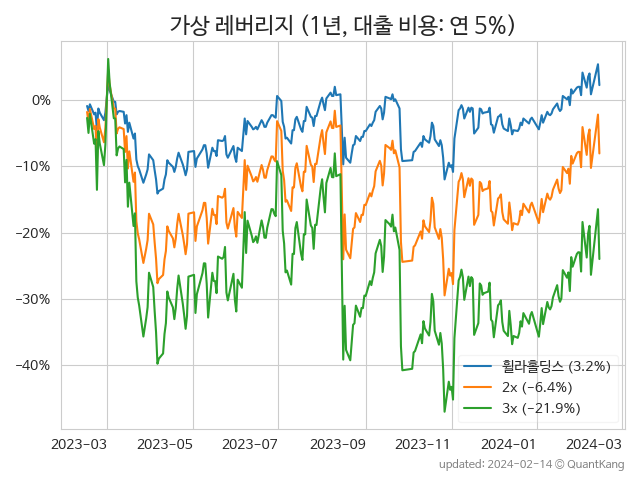 가상 레버리지 (1년, 대출 비용: 연 5%)
0%
−10%
−20%
−30%
−40%
휠라홀딩스 (3.2%)
2x (−6.4%)
3x (−21.9%)
2023−03 2023−05 2023−07 2023−09 2023−11 2024−01 2024−03
updated: 2024-02-14 © QuantKang